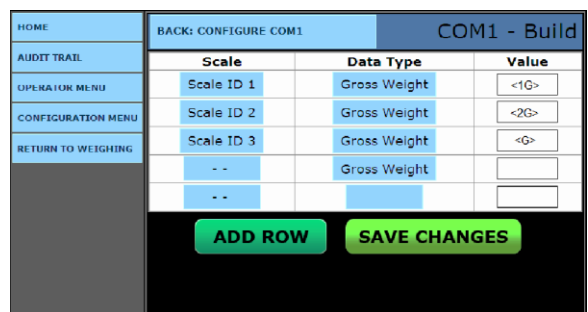 HOME
AUDIT TRAIL
OPERATOR MENU
CONFIGURATION MENU
RETURN TO WEIGHING
BACK: CONFIGURE COM1
COM1 - Build
Scale Data Type Value
Scale ID 1 Gross Weight <1G>
Scale ID 2 Gross Weight <2G>
Scale ID 3 Gross Weight <G>
- - Gross Weight
- -
ADD ROW SAVE CHANGES